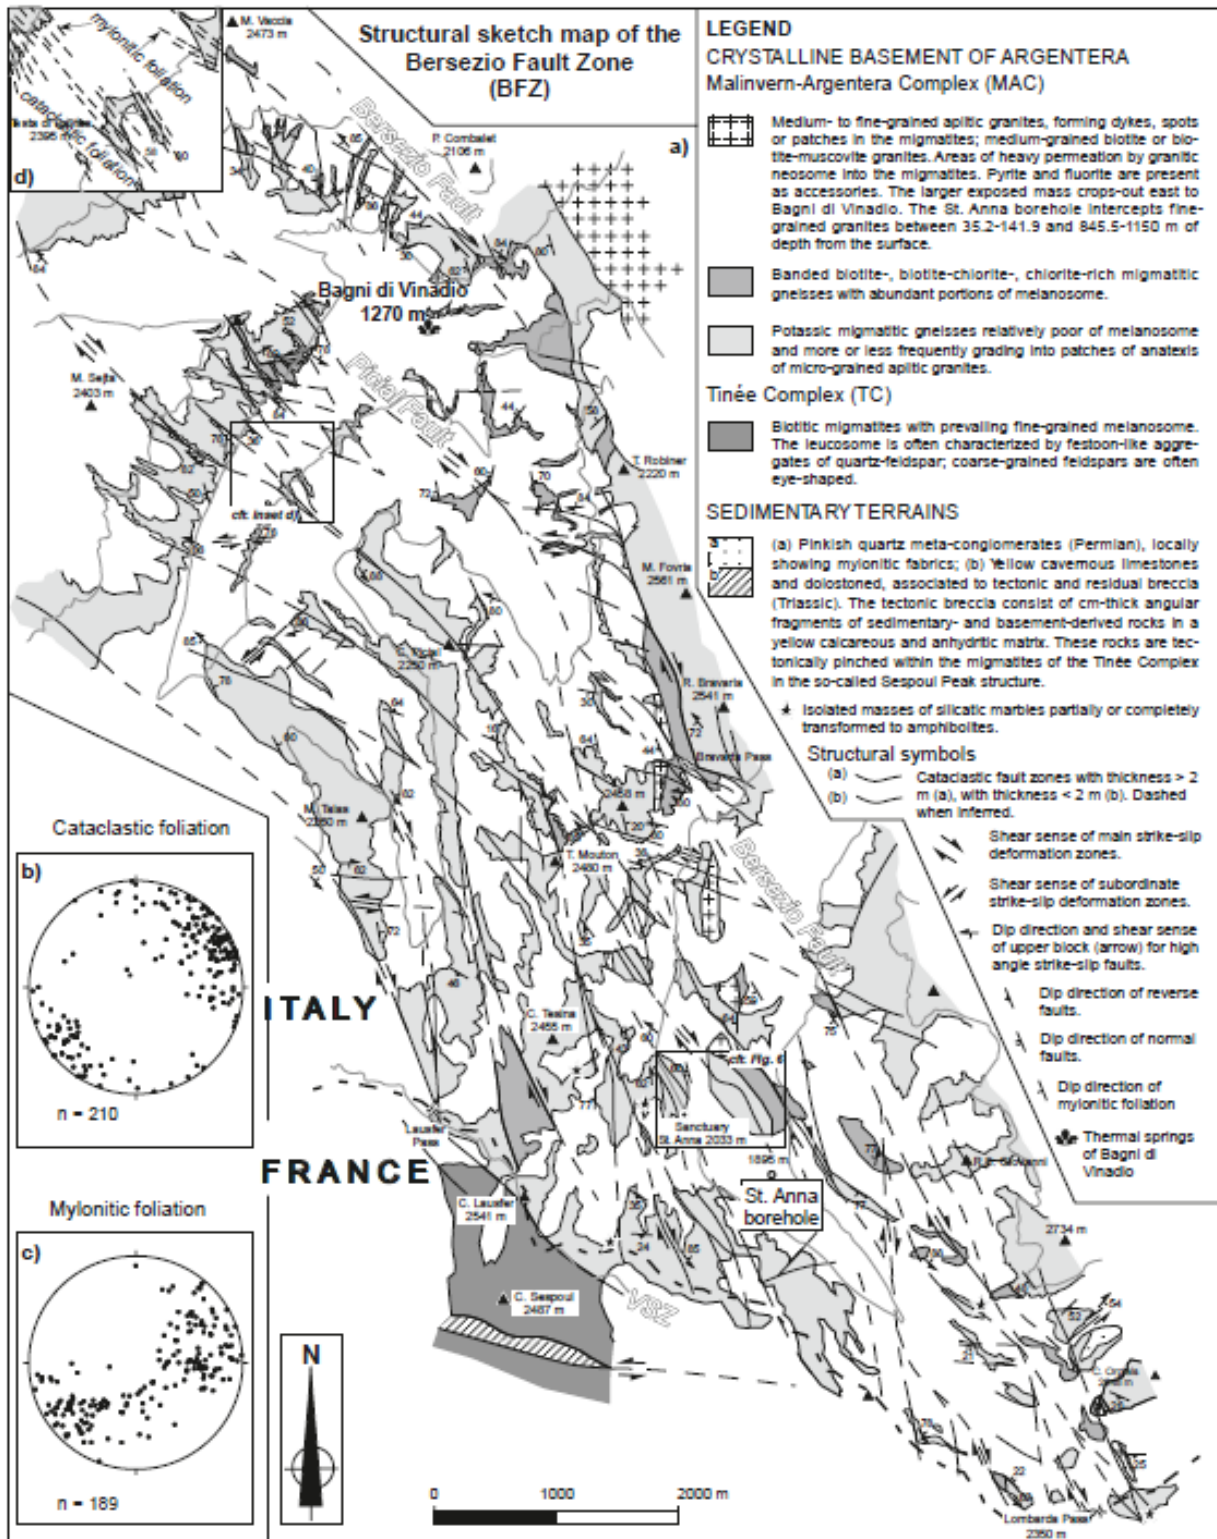 Structural sketch map of the
Bersezio Fault Zone
(BFZ)
a)
M. Vaccia
2473 m
mylonitic foliation
cataclastic foliation
2395 m
d)
Bersezio Fault
P. Combalet
2106 m
Bagni di Vinadio
1270 m
M. Sejta
2403 m
Picial Fault
cfr. Inset d)
T. Robiner
2220 m
M. Fovris
2561 m
C. Picial
2250 m
R. Bravaria
2541 m
Bravaria Pass
2458 m
T. Mouton
2460 m
Bersezio Fault
C. Tesina
2455 m
cfr. Fig. 6
Sanctuary
St. Anna 2033 m
1895 m
St. Anna
borehole
ITALY
FRANCE
Lausfer
Pass
C. Lausfer
2541 m
C. Sespoul
2487 m
VSZ
2734 m
Lombarda Pass
2350 m
Cataclastic foliation
b)
n = 210
Mylonitic foliation
c)
n = 189
N
0 1000 2000 m
LEGEND
CRYSTALLINE BASEMENT OF ARGENTERA
Malinvern-Argentera Complex (MAC)
Medium- to fine-grained aplitic granites, forming dykes, spots
or patches in the migmatites; medium-grained biotite or bio-
tite-muscovite granites. Areas of heavy permeation by granitic
neosome into the migmatites. Pyrite and fluorite are present
as accessories. The larger exposed mass crops-out east to
Bagni di Vinadio. The St. Anna borehole intercepts fine-
grained granites between 35.2-141.9 and 845.5-1150 m of
depth from the surface.
Banded biotite-, biotite-chlorite-, chlorite-rich migmatitic
gneisses with abundant portions of melanosome.
Potassic migmatitic gneisses relatively poor of melanosome
and more or less frequently grading into patches of anatexis
of micro-grained aplitic granites.
Tinée Complex (TC)
Biotitic migmatites with prevailing fine-grained melanosome.
The leucosome is often characterized by festoon-like aggre-
gates of quartz-feldspar; coarse-grained feldspars are often
eye-shaped.
SEDIMENTARY TERRAINS
a
b
(a) Pinkish quartz meta-conglomerates (Permian), locally
showing mylonitic fabrics; (b) Yellow cavernous limestones
and dolostoned, associated to tectonic and residual breccia
(Triassic). The tectonic breccia consist of cm-thick angular
fragments of sedimentary- and basement-derived rocks in a
yellow calcareous and anhydritic matrix. These rocks are tec-
tonically pinched within the migmatites of the Tinée Complex
in the so-called Sespoul Peak structure.
Isolated masses of silicatic marbles partially or completely
transformed to amphibolites.
Structural symbols
(a) Cataclastic fault zones with thickness > 2
(b) m (a), with thickness < 2 m (b). Dashed
when inferred.
Shear sense of main strike-slip
deformation zones.
Shear sense of subordinate
strike-slip deformation zones.
Dip direction and shear sense
of upper block (arrow) for high
angle strike-slip faults.
Dip direction of reverse
faults.
Dip direction of normal
faults.
Dip direction of
mylonitic foliation
Thermal springs
of Bagni di
Vinadio